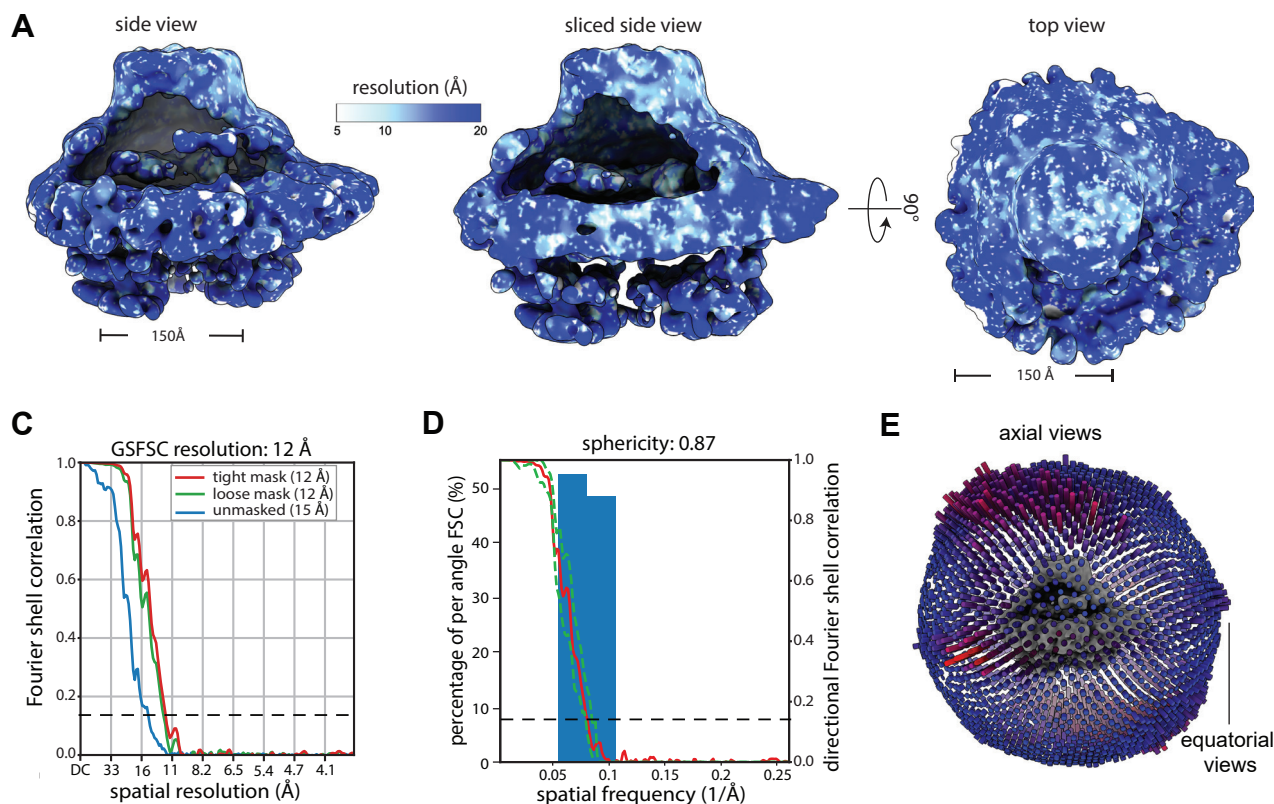 A
side view
sliced side view
top view
resolution (Å)
5 10 20
90°
150Å
150 Å
C
GSFSC resolution: 12 Å
tight mask (12 Å)
loose mask (12 Å)
unmasked (15 Å)
Fourier shell correlation
1.0
0.8
0.6
0.4
0.2
0.0
DC 33 16 11 8.2 6.5 5.4 4.7 4.1
spatial resolution (Å)
D
sphericity: 0.87
percentage of per angle FSC (%)
50
40
30
20
10
0
1.0
0.8
0.6
0.4
0.2
0.0
directional Fourier shell correlation
0.05 0.1 0.15 0.2 0.25
spatial frequency (1/Å)
E
axial views
equatorial
views